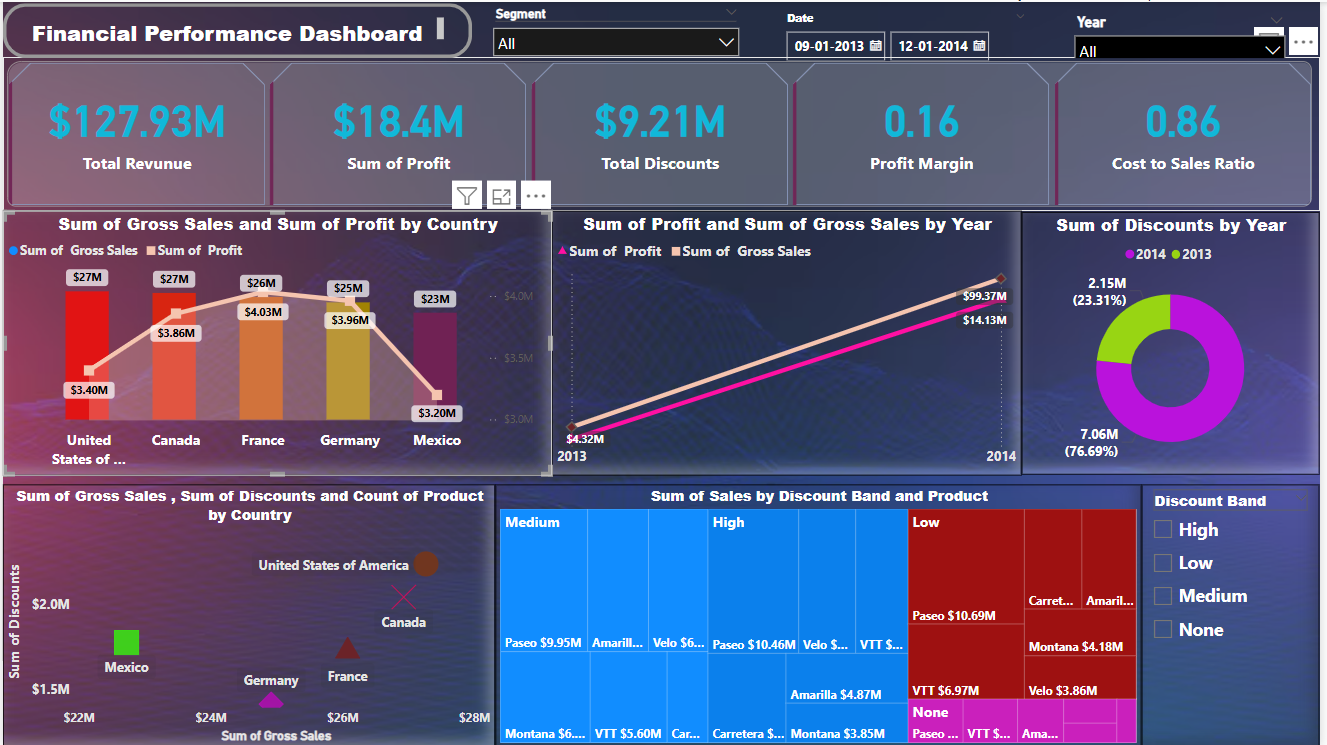 Financial Performance Dashboard
Segment
All
Date
09-01-2013
12-01-2014
Year
All
$127.93M
Total Revunue
$18.4M
Sum of Profit
$9.21M
Total Discounts
0.16
Profit Margin
0.86
Cost to Sales Ratio
Sum of Gross Sales and Sum of Profit by Country
Sum of Gross Sales
Sum of Profit
$27M
$27M
$26M
$25M
$23M
$3.40M
$3.86M
$4.03M
$3.96M
$3.20M
$4.0M
$3.5M
$3.0M
United
States of ...
Canada
France
Germany
Mexico
Sum of Profit and Sum of Gross Sales by Year
Sum of Profit
Sum of Gross Sales
$99.37M
$14.13M
$4.32M
2013
2014
Sum of Discounts by Year
2014
2013
2.15M
(23.31%)
7.06M
(76.69%)
Sum of Gross Sales , Sum of Discounts and Count of Product
by Country
Sum of Discounts
$2.0M
$1.5M
United States of America
Canada
Mexico
France
Germany
$22M
$24M
$26M
$28M
Sum of Gross Sales
Sum of Sales by Discount Band and Product
Medium
Paseo $9.95M
Amarill...
Velo $6...
Montana $6....
VTT $5.60M
Car...
High
Paseo $10.46M
Velo $...
VTT $...
Carretera $...
Amarilla $4.87M
Montana $3.85M
Low
Paseo $10.69M
Carret...
Amaril...
Montana $4.18M
VTT $6.97M
Velo $3.86M
None
Paseo ...
VTT $...
Ama...
Discount Band
High
Low
Medium
None